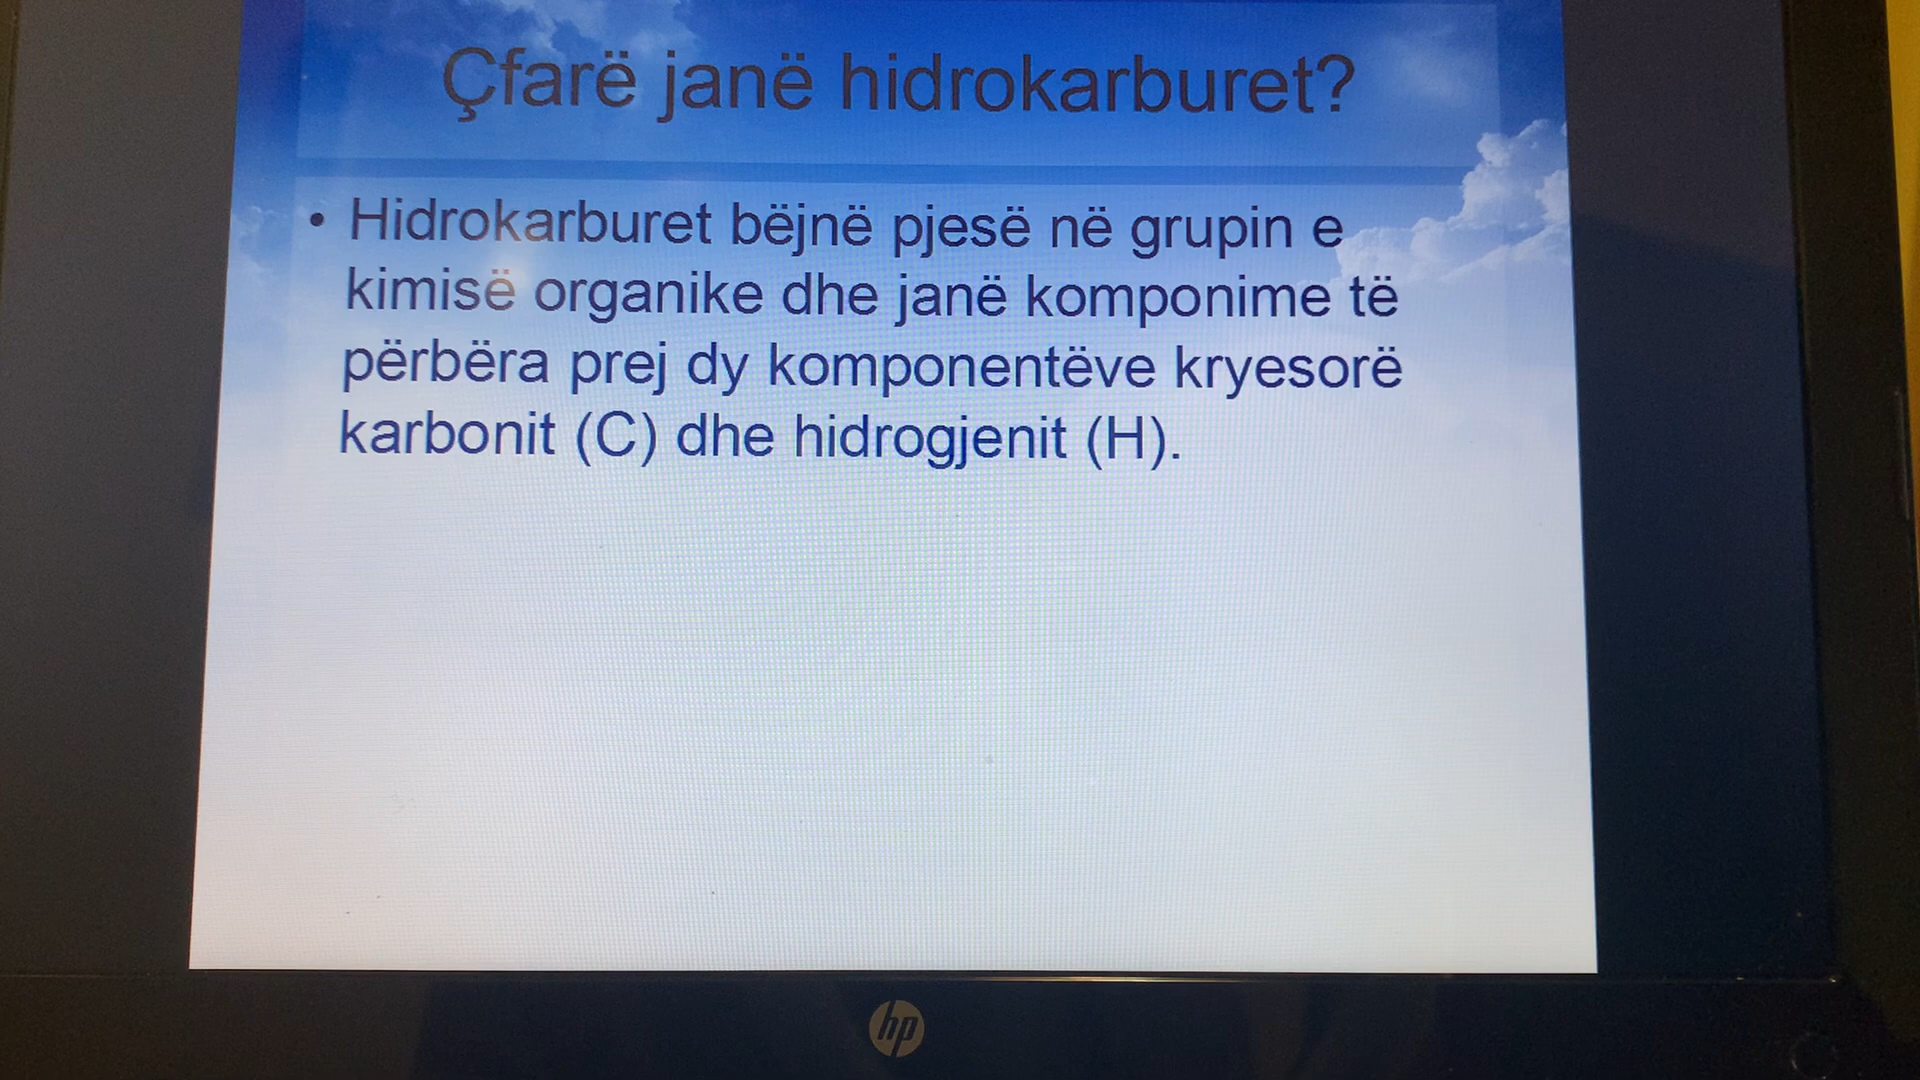 Çfarë janë hidrokarburet?
• Hidrokarburet bëjnë pjesë në grupin e
kimisë organike dhe janë komponime të
përbëra prej dy komponentëve kryesorë
karbonit (C) dhe hidrogjenit (H).
hp